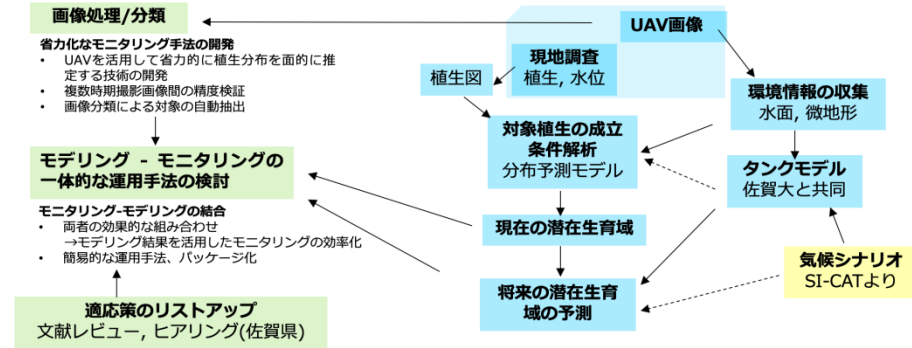 画像処理/分類
省力化なモニタリング手法の開発
• UAVを活用して省力的に植生分布を面的に推
定する技術の開発
• 複数時期撮影画像間の精度検証
• 画像分類による対象の自動抽出
モデリング - モニタリングの
一体的な運用手法の検討
モニタリング-モデリングの結合
• 両者の効果的な組み合わせ
→モデリング結果を活用したモニタリングの効率化
• 簡易的な運用手法、パッケージ化
適応策のリストアップ
文献レビュー, ヒアリング(佐賀県)
UAV画像
現地調査
植生, 水位
植生図
対象植生の成立
条件解析
分布予測モデル
現在の潜在生育域
将来の潜在生育
域の予測
環境情報の収集
水面, 微地形
タンクモデル
佐賀大と共同
気候シナリオ
SI-CATより